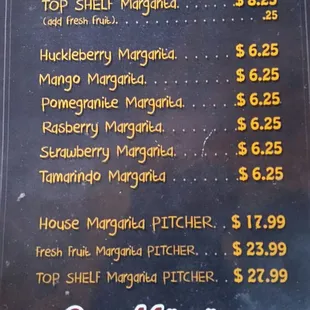 TOP SHELF Margarita. . . . . . . $ 8.25
(add fresh fruit). . . . . . . . . . . . . . . .25
Huckleberry Margarita. . . . . . . $ 6.25
Mango Margarita. . . . . . . . . . . $ 6.25
Pomegranite Margarita. . . . . . . $ 6.25
Rasberry Margarita. . . . . . . . . $ 6.25
Strawberry Margarita. . . . . . . . $ 6.25
Tamarindo Margarita . . . . . . . . $ 6.25
House Margarita PITCHER. . $ 17.99
Fresh Fruit Margarita PITCHER. . . . $ 23.99
TOP SHELF Margarita PITCHER. . . . $ 27.99